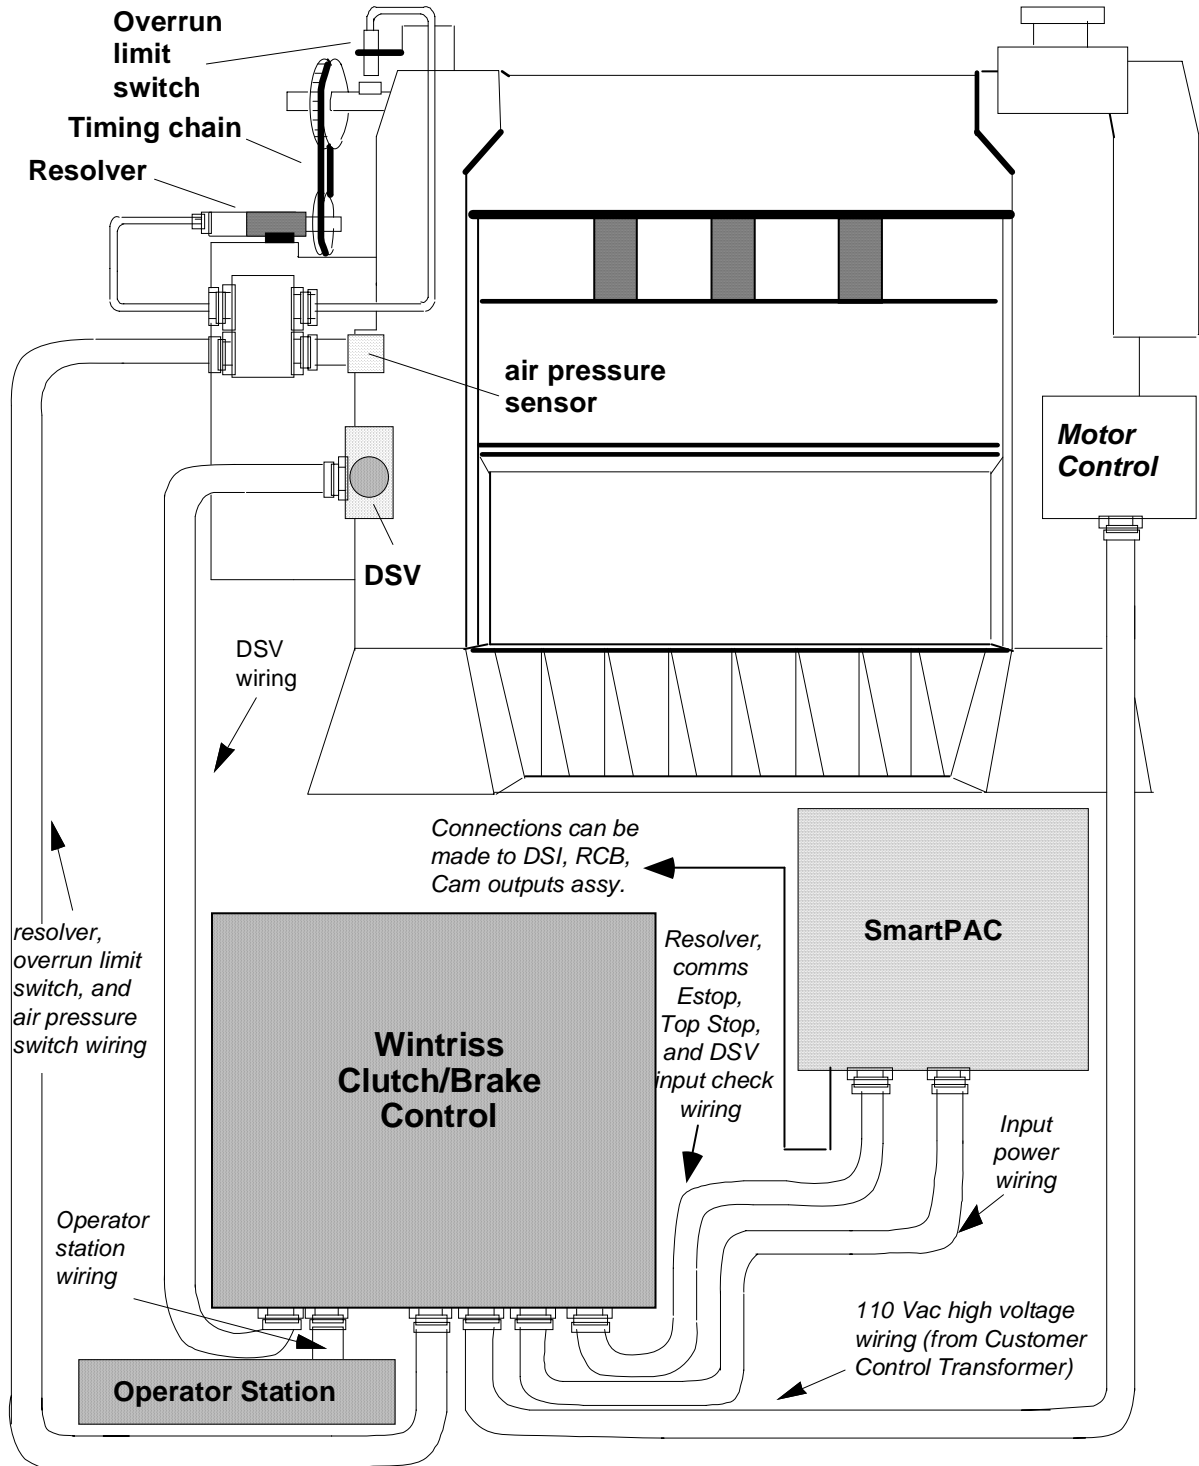 Overrun
limit
switch
Timing chain
Resolver
air pressure
sensor
Motor
Control
DSV
DSV
wiring
Connections can be
made to DSI, RCB,
Cam outputs assy.
SmartPAC
resolver,
overrun limit
switch, and
air pressure
switch wiring
Resolver,
comms
Estop,
Top Stop,
and DSV
input check
wiring
Wintriss
Clutch/Brake
Control
Input
power
wiring
Operator
station
wiring
110 Vac high voltage
wiring (from Customer
Control Transformer)
Operator Station